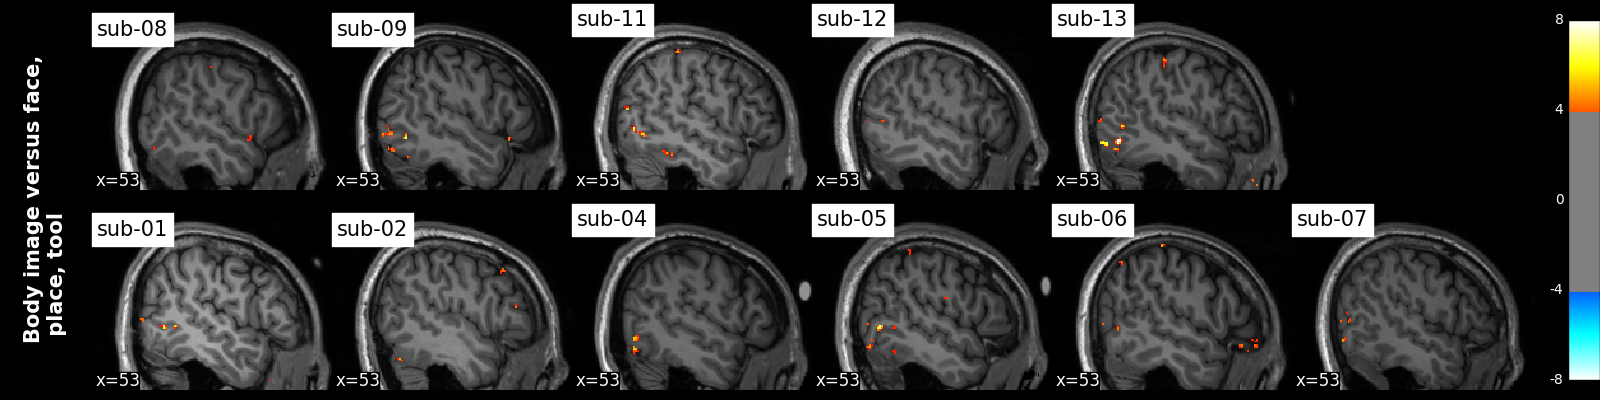 Body image versus face,
place, tool
sub-08
x=53
sub-09
x=53
sub-11
x=53
sub-12
x=53
sub-13
x=53
sub-01
x=53
sub-02
x=53
sub-04
x=53
sub-05
x=53
sub-06
x=53
sub-07
x=53
8
4
0
-4
-8